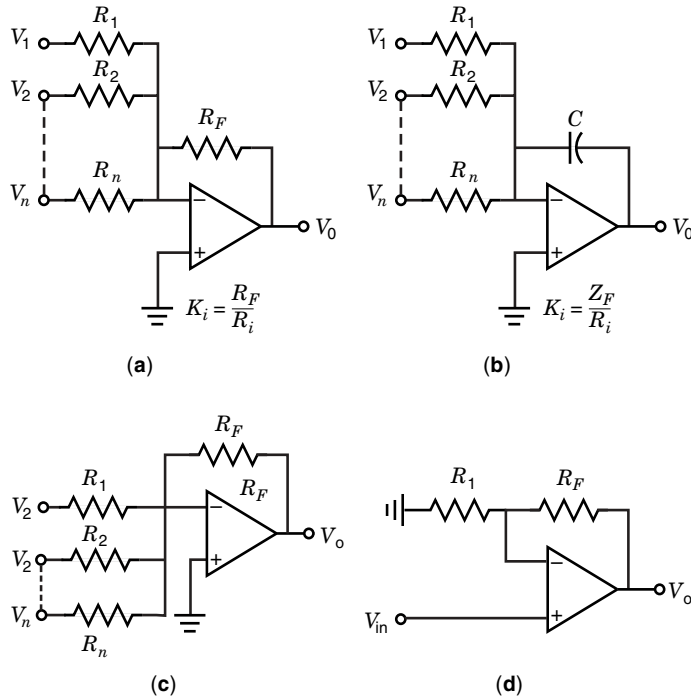 R1
V1
R2
V2
RF
Rn
Vn
−
+
V0
Ki = RF/Ri
(a)
R1
V1
R2
V2
C
Rn
Vn
−
+
V0
Ki = ZF/Ri
(b)
RF
R1
RF
V2
−
R2
Vo
V2
+
Vn
Rn
(c)
R1
RF
−
Vo
Vin
+
(d)